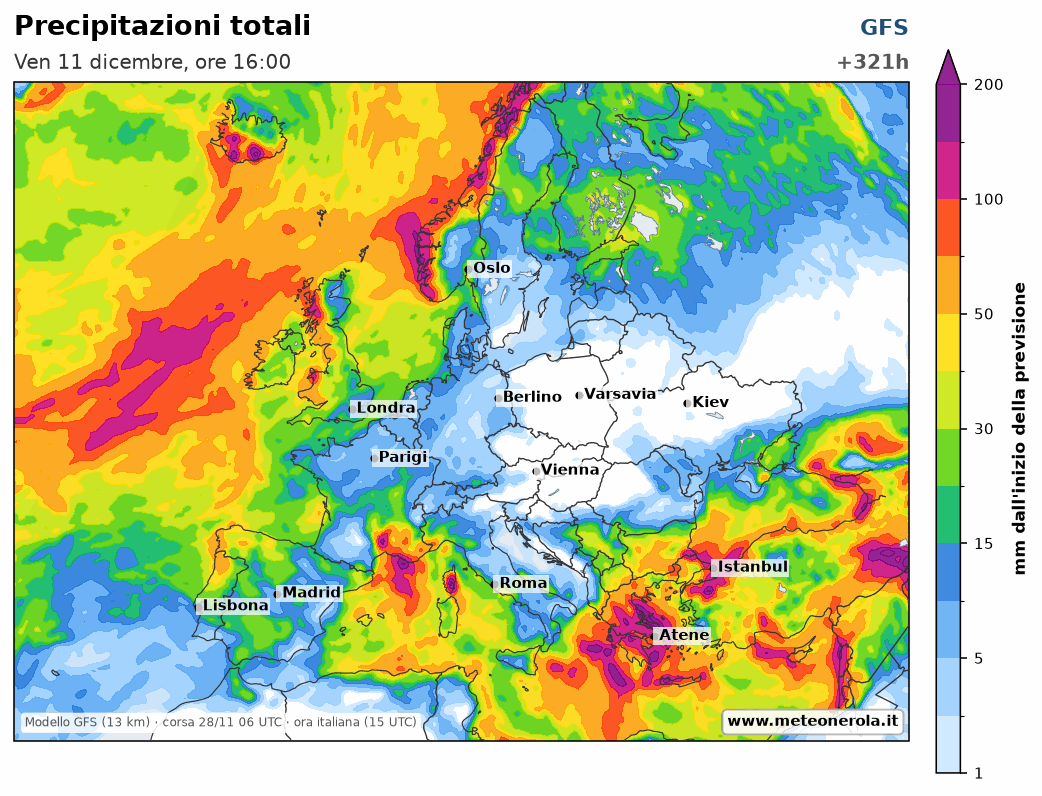 Precipitazioni totali
GFS
Ven 11 dicembre, ore 16:00
+321h
200
100
50
30
15
5
1
mm dall'inizio della previsione
Oslo
Berlino
Varsavia
Kiev
Londra
Parigi
Vienna
Istanbul
Roma
Madrid
Lisbona
Atene
Modello GFS (13 km) · corsa 28/11 06 UTC · ora italiana (15 UTC)
www.meteonerola.it